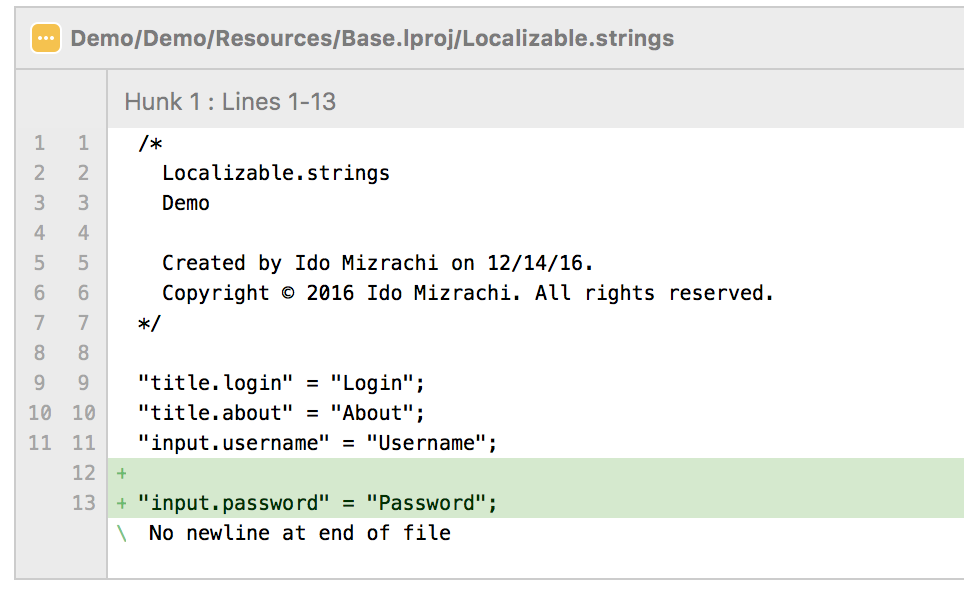 Demo/Demo/Resources/Base.lproj/Localizable.strings
Hunk 1 : Lines 1-13
1 1 /*
2 2 Localizable.strings
3 3 Demo
4 4
5 5 Created by Ido Mizrachi on 12/14/16.
6 6 Copyright © 2016 Ido Mizrachi. All rights reserved.
7 7 */
8 8
9 9 "title.login" = "Login";
10 10 "title.about" = "About";
11 11 "input.username" = "Username";
12 +
13 + "input.password" = "Password";
\ No newline at end of file